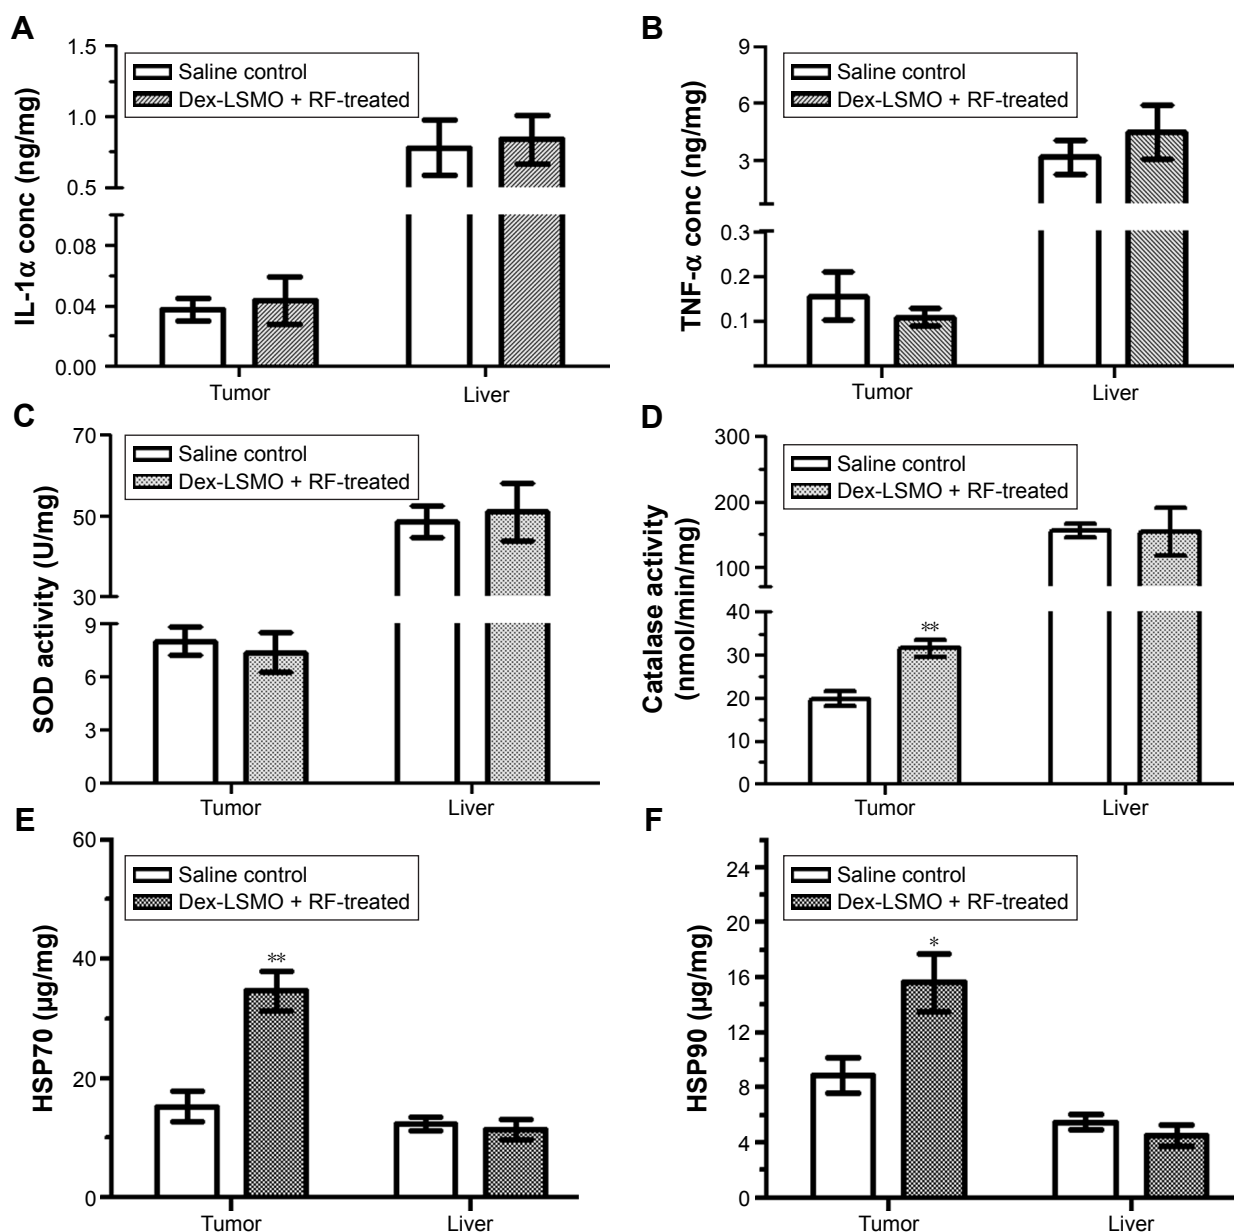 A
IL-1α conc (ng/mg)
1.5
1.0
0.5
0.08
0.04
0.00
Saline control
Dex-LSMO + RF-treated
Tumor
Liver
B
TNF-α conc (ng/mg)
9
6
3
0.3
0.2
0.1
Saline control
Dex-LSMO + RF-treated
Tumor
Liver
C
SOD activity (U/mg)
70
50
30
9
6
3
0
Saline control
Dex-LSMO + RF-treated
Tumor
Liver
D
Catalase activity
(nmol/min/mg)
300
200
100
40
30
20
10
0
Saline control
Dex-LSMO + RF-treated
**
Tumor
Liver
E
HSP70 (µg/mg)
60
40
20
0
Saline control
Dex-LSMO + RF-treated
**
Tumor
Liver
F
HSP90 (µg/mg)
24
20
16
12
8
4
0
Saline control
Dex-LSMO + RF-treated
*
Tumor
Liver